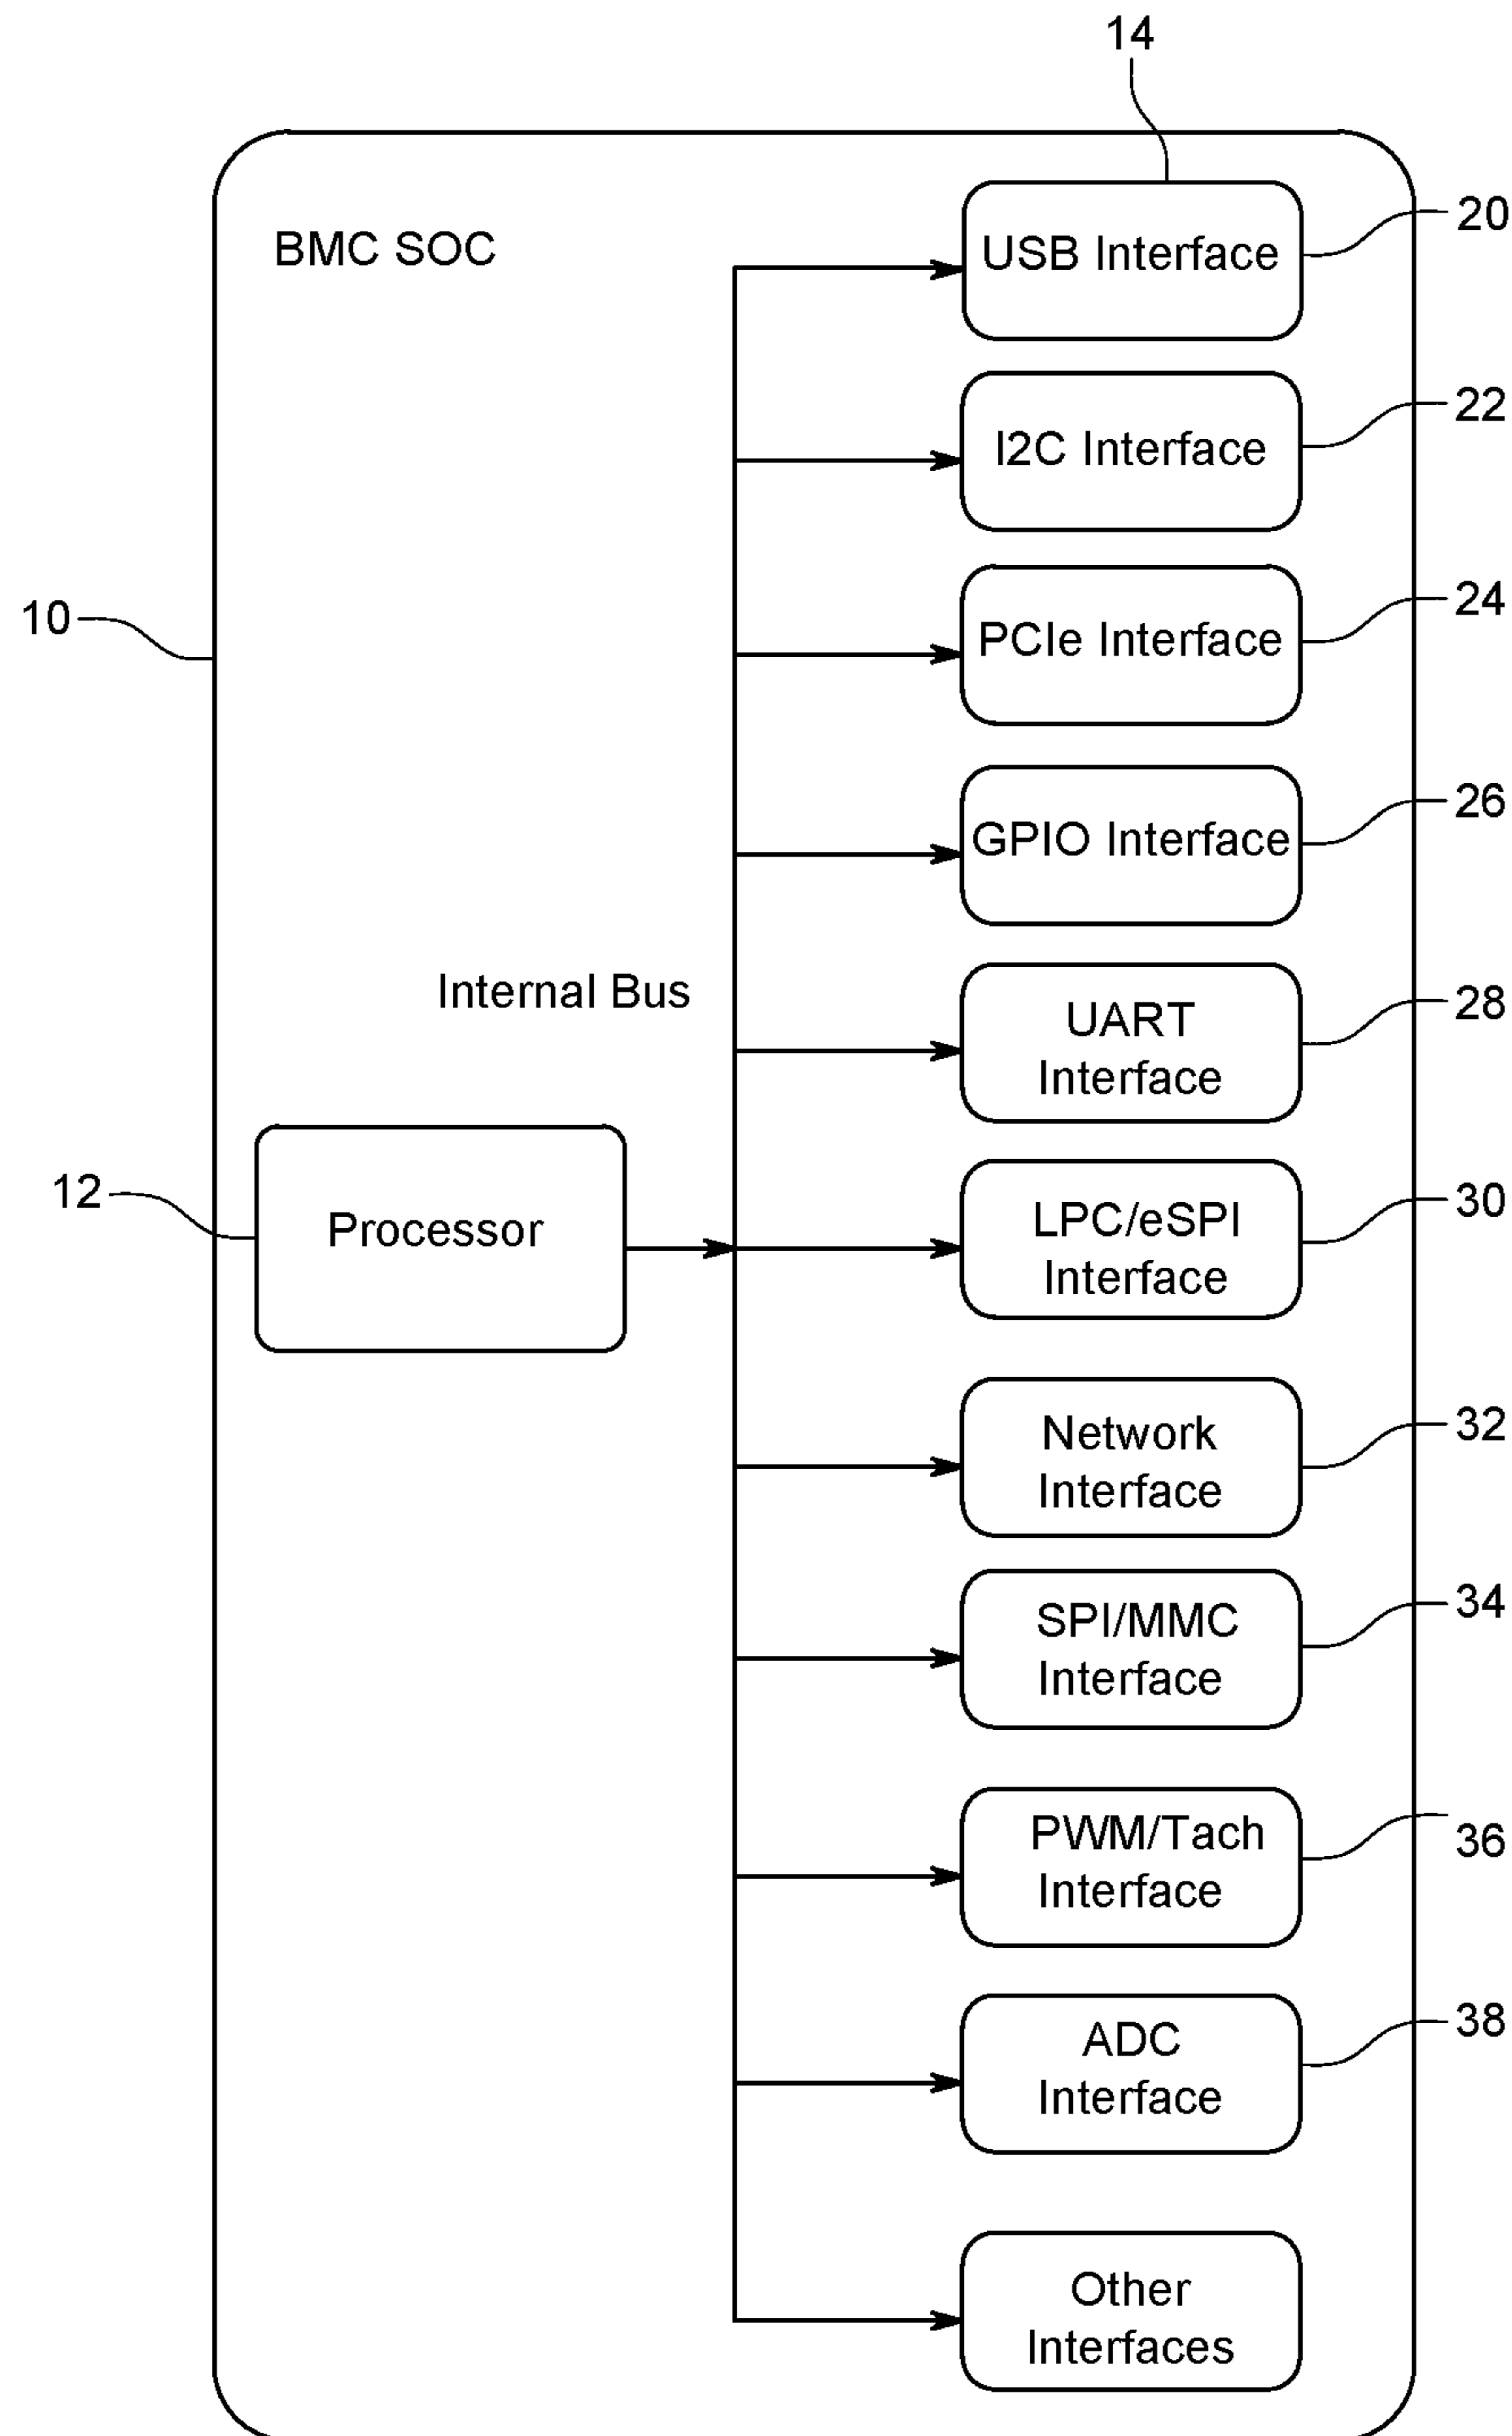 14
BMC SOC
USB Interface
20
I2C Interface
22
PCIe Interface
24
10
GPIO Interface
26
Internal Bus
UART
Interface
28
12
Processor
LPC/eSPI
Interface
30
Network
Interface
32
SPI/MMC
Interface
34
PWM/Tach
Interface
36
ADC
Interface
38
Other
Interfaces